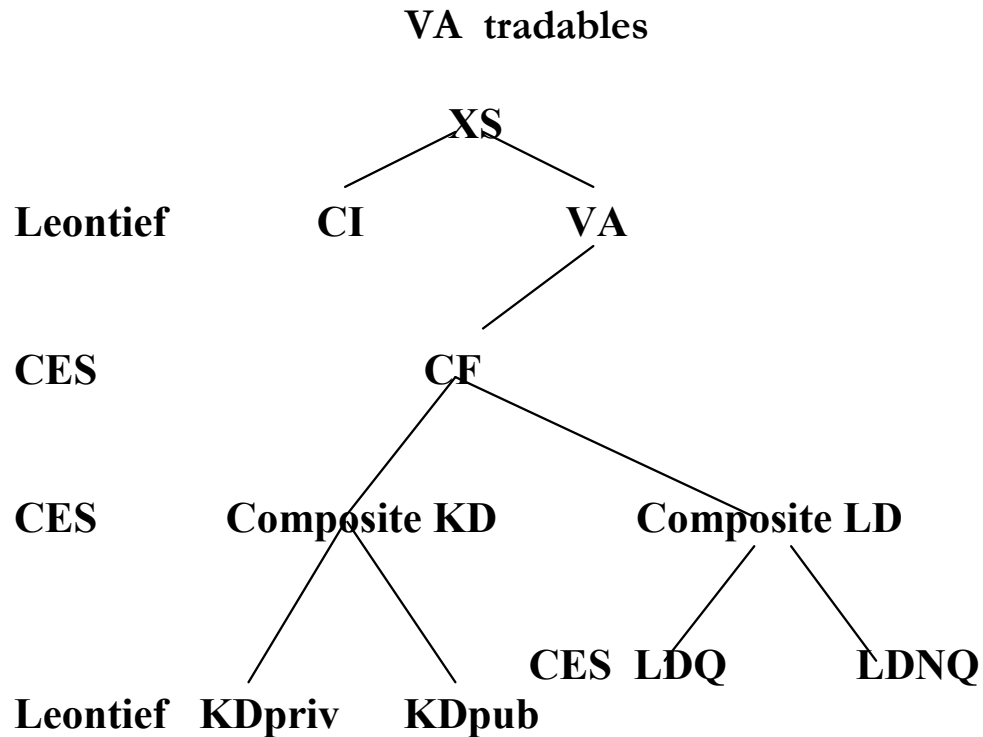 VA tradables
XS
Leontief CI VA
CES CF
CES Composite KD Composite LD
CES LDQ LDNQ
Leontief KDpriv KDpub